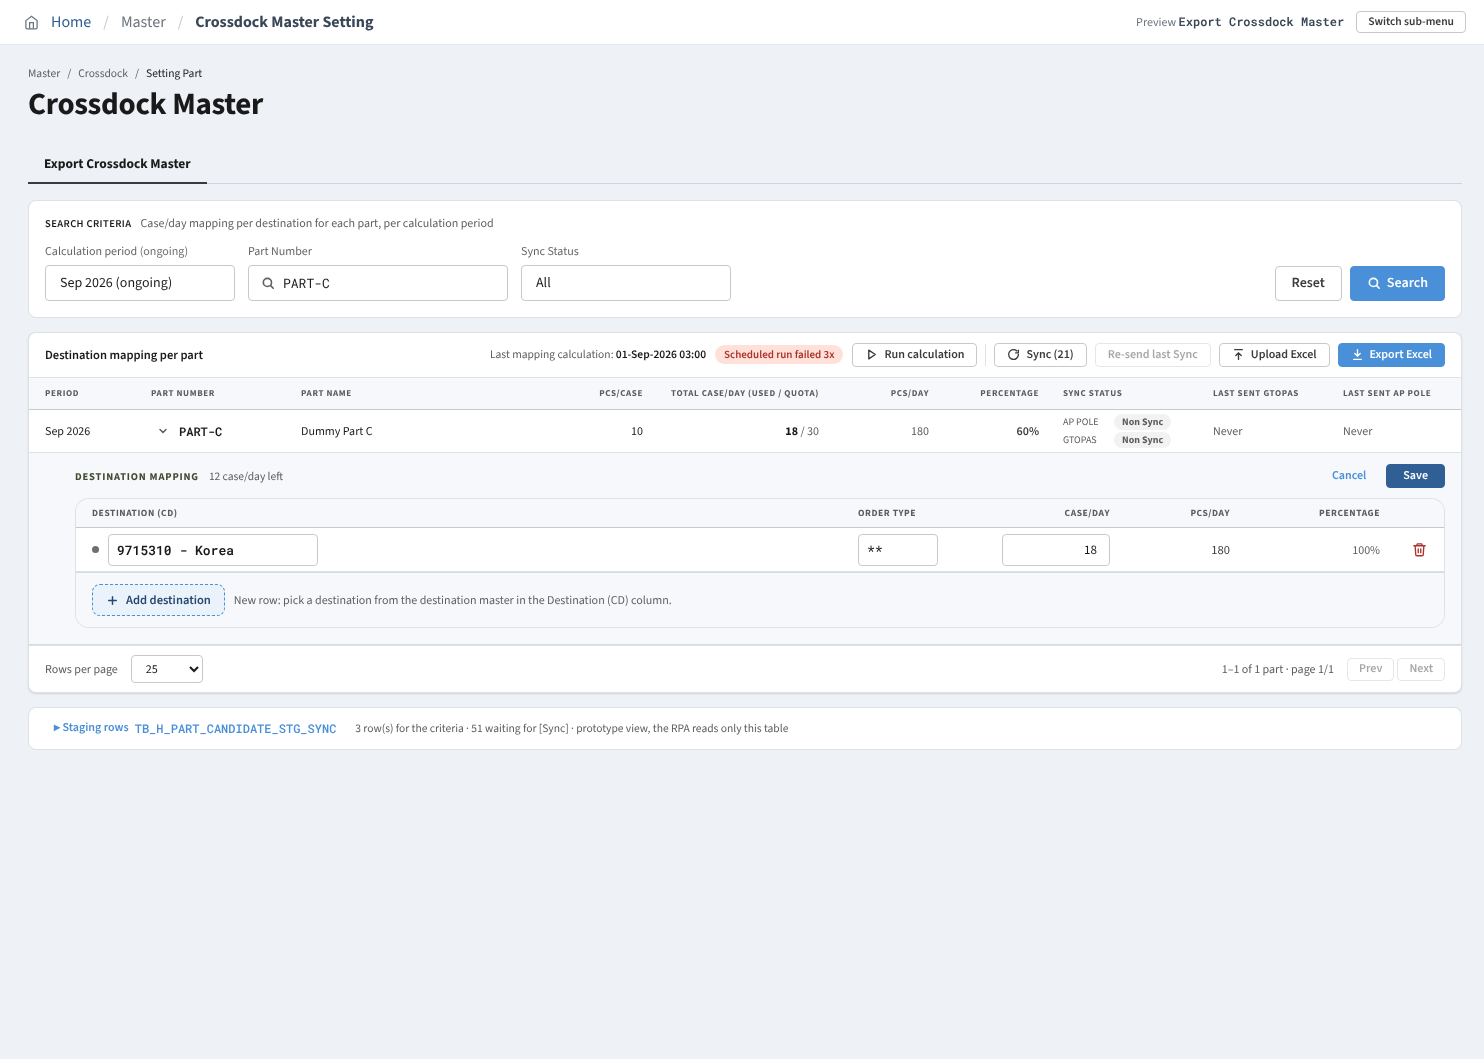 Home / Master / Crossdock Master Setting
Preview Export Crossdock Master
Switch sub-menu
Master / Crossdock / Setting Part
Crossdock Master
Export Crossdock Master
SEARCH CRITERIA Case/day mapping per destination for each part, per calculation period
Calculation period (ongoing) Part Number Sync Status
Sep 2026 (ongoing) PART-C All Reset Search
Destination mapping per part Last mapping calculation: 01-Sep-2026 03:00 Scheduled run failed 3x Run calculation Sync (21) Re-send last Sync Upload Excel Export Excel
PERIOD PART NUMBER PART NAME PCS/CASE TOTAL CASE/DAY (USED / QUOTA) PCS/DAY PERCENTAGE SYNC STATUS LAST SENT GTOPAS LAST SENT AP POLE
Sep 2026 PART-C Dummy Part C 10 18 / 30 180 60% AP POLE Non Sync Never Never
GTOPAS Non Sync
DESTINATION MAPPING 12 case/day left Cancel Save
DESTINATION (CD) ORDER TYPE CASE/DAY PCS/DAY PERCENTAGE
9715310 - Korea ** 18 180 100%
+ Add destination New row: pick a destination from the destination master in the Destination (CD) column.
Rows per page 25 1–1 of 1 part · page 1/1 Prev Next
▸ Staging rows TB_H_PART_CANDIDATE_STG_SYNC 3 row(s) for the criteria · 51 waiting for [Sync] · prototype view, the RPA reads only this table